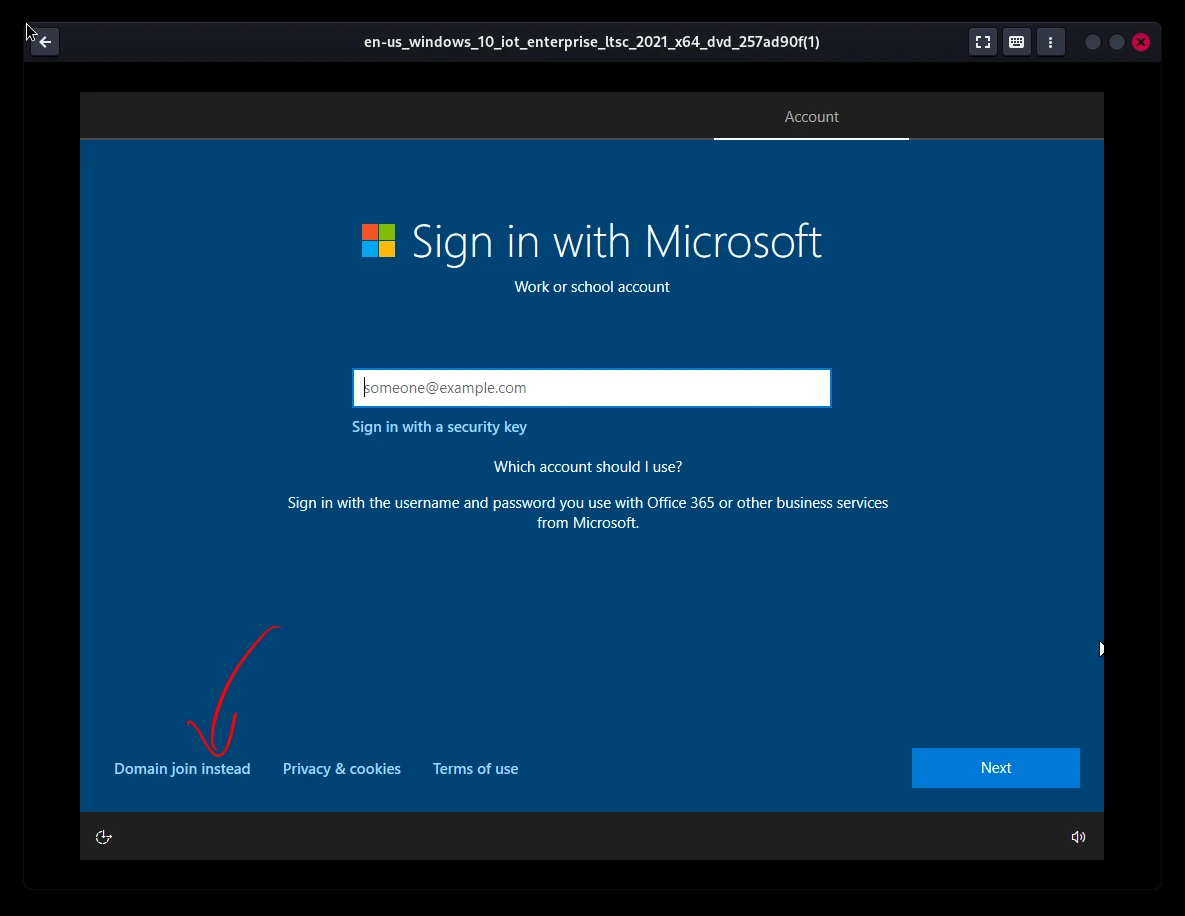 en-us_windows_10_iot_enterprise_ltsc_2021_x64_dvd_257ad90f(1)
Account
Sign in with Microsoft
Work or school account
someone@example.com
Sign in with a security key
Which account should I use?
Sign in with the username and password you use with Office 365 or other business services
from Microsoft.
Domain join instead Privacy & cookies Terms of use Next